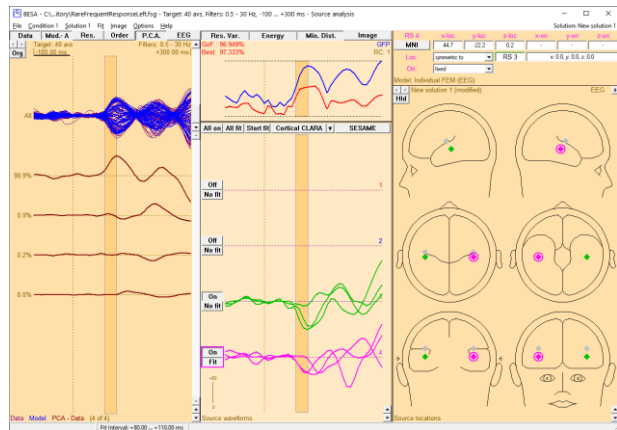 BESA - C:\...itory\RareFrequentResponseLeft.fsg - Target: 40 avs, Filters: 0.5 - 30 Hz, -100 ... +300 ms - Source analysis
File Condition 1 Solution 1 Fit Image Options Help Solution: New solution 1
Data Mod.- A Res. Order P.C.A. EEG
Org Target: 40 avs Filters: 0.5 - 30 Hz
-100.00 ms +300.00 ms
All
98.9%
0.9%
0.2%
0.0%
Data Model PCA - Data (4 of 4)
Fit Interval: +80.00 ... +110.00 ms
Res. Var. Energy Min. Dist. Image
GoF: 96.949% GFP
Best: 97.333% RC: 1
All on All fit Start fit Cortical CLARA SESAME
Off 1
No fit
Off 2
No fit
On
No fit
On 4
Fit
Source waveforms
RS 4 x-loc y-loc z-loc x-ori y-ori z-ori
MNI 44.7 -22.2 0.2 - - -
Loc: symmetric to RS 3 x: 0.0, y: 0.0, z: 0.0
Ori: fixed
Model: Individual FEM (EEG)
New solution 1 (modified) EEG
Hld
Source locations